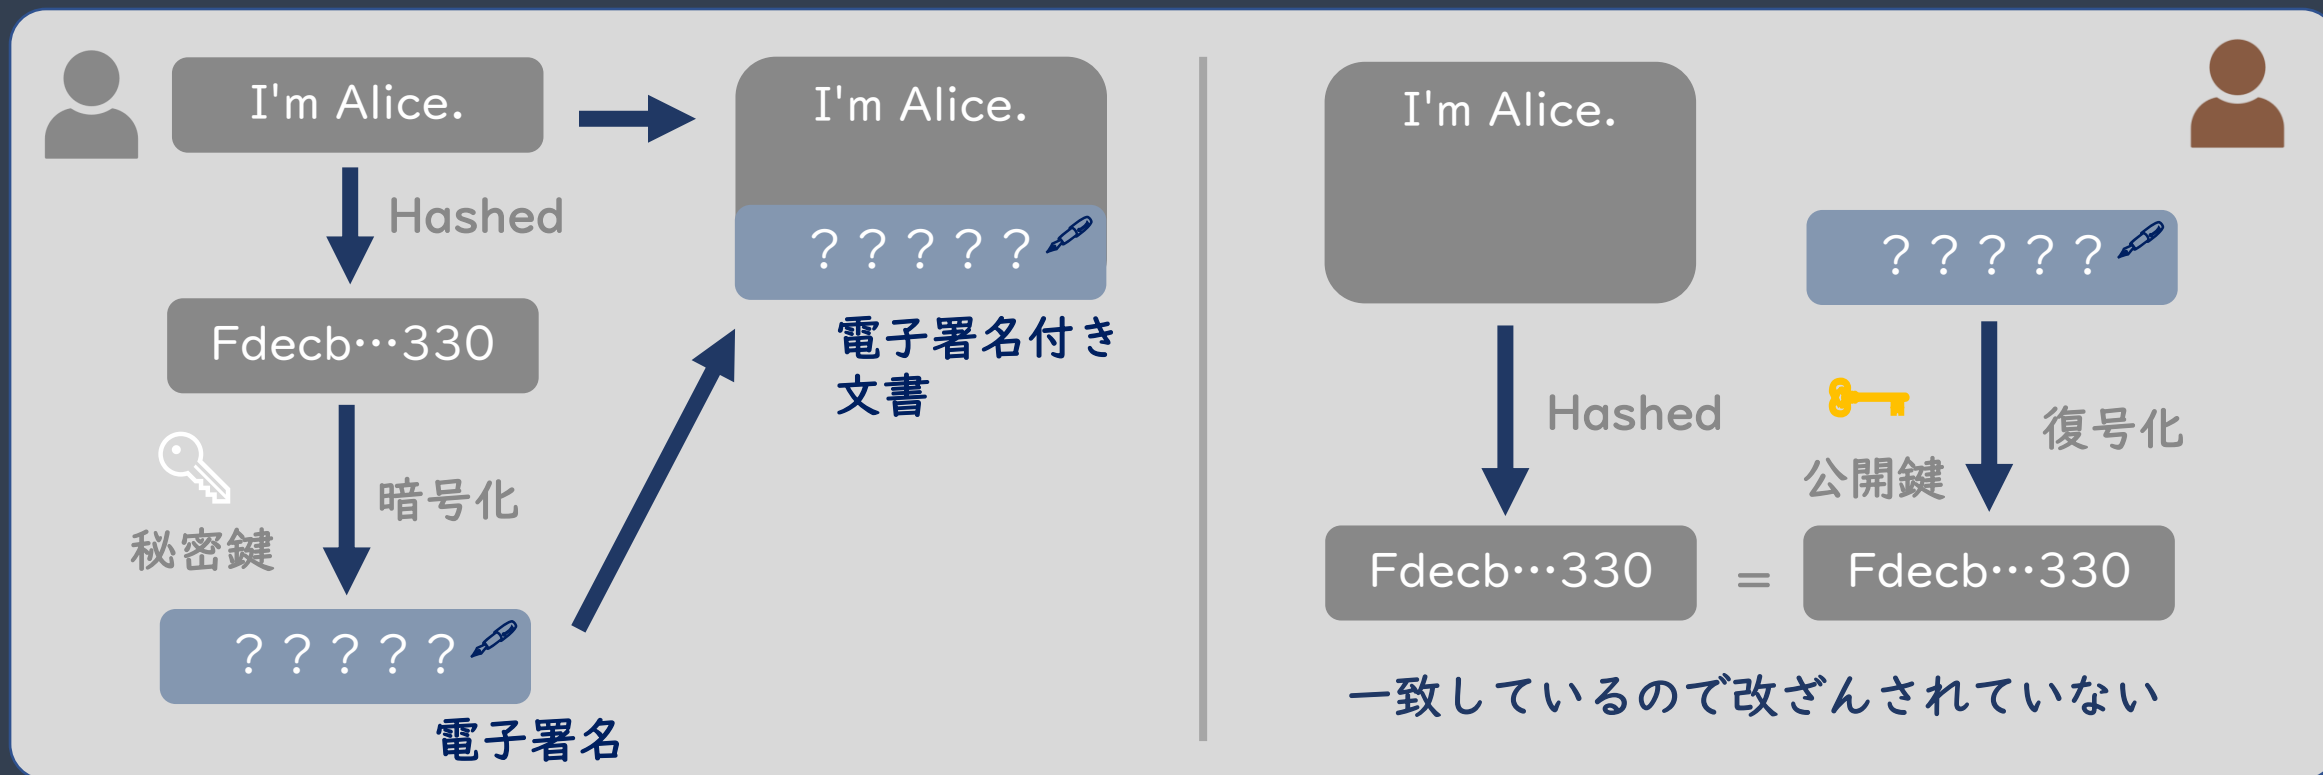 I'm Alice.
Hashed
Fdecb…330
秘密鍵
暗号化
？？？？？
電子署名
I'm Alice.
？？？？？
電子署名付き
文書
I'm Alice.
Hashed
Fdecb…330
？？？？？
公開鍵
復号化
=
Fdecb…330
一致しているので改ざんされていない